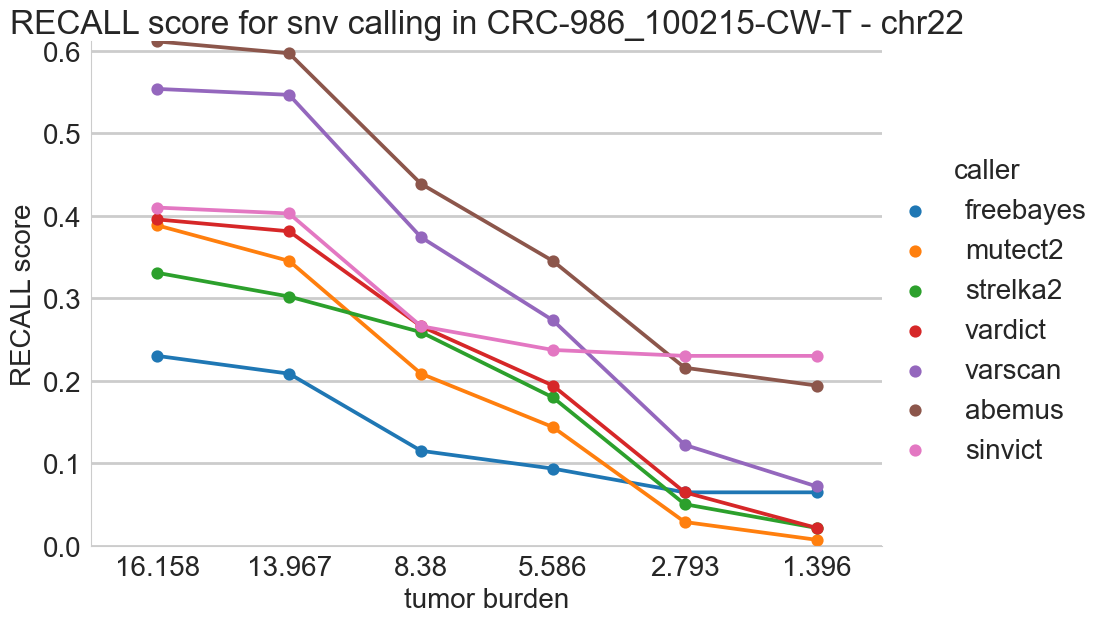 RECALL score for snv calling in CRC-986_100215-CW-T - chr22
0.6
0.5
0.4
0.3
0.2
0.1
0.0
RECALL score
16.158 13.967 8.38 5.586 2.793 1.396
tumor burden
caller
freebayes
mutect2
strelka2
vardict
varscan
abemus
sinvict